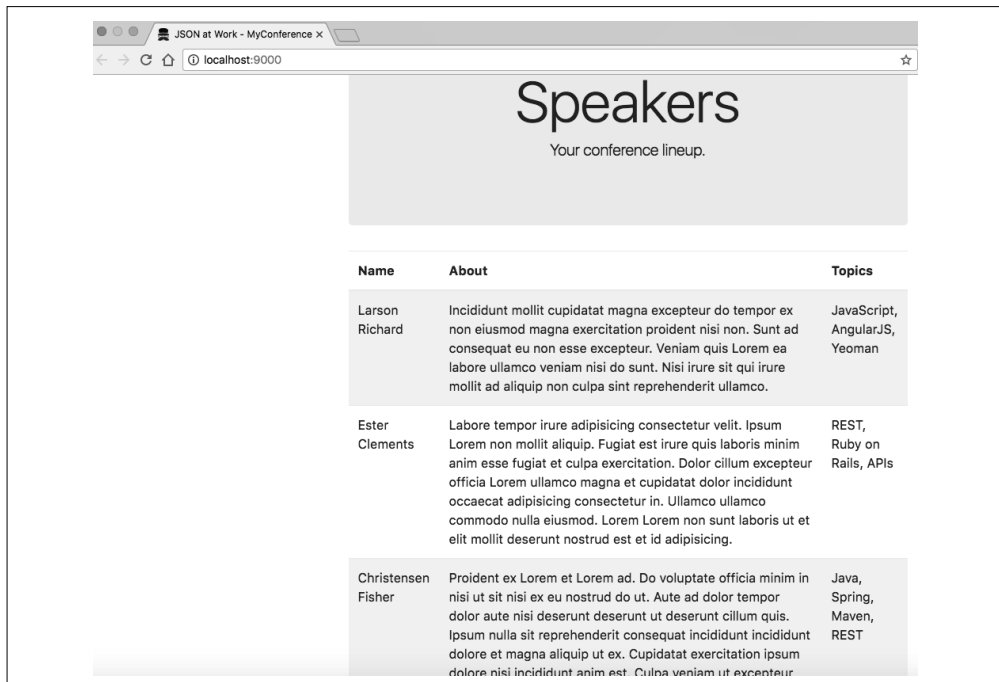 JSON at Work - MyConference ×
localhost:9000
Speakers
Your conference lineup.
Name About Topics
Larson Richard
Incididunt mollit cupidatat magna excepteur do tempor ex
non eiusmod magna exercitation proident nisi non. Sunt ad
consequat eu non esse excepteur. Veniam quis Lorem ea
labore ullamco veniam nisi do sunt. Nisi irure sit qui irure
mollit ad aliquip non culpa sint reprehenderit ullamco.
JavaScript,
AngularJS,
Yeoman
Ester
Clements
Labore tempor irure adipisicing consectetur velit. Ipsum
Lorem non mollit aliquip. Fugiat est irure quis laboris minim
anim esse fugiat et culpa exercitation. Dolor cillum excepteur
officia Lorem ullamco magna et cupidatat dolor incididunt
occaecat adipisicing consectetur in. Ullamco ullamco
commodo nulla eiusmod. Lorem Lorem non sunt laboris ut et
elit mollit deserunt nostrud est et id adipisicing.
REST,
Ruby on
Rails, APIs
Christensen
Fisher
Proident ex Lorem et Lorem ad. Do voluptate officia minim in
nisi ut sit nisi ex eu nostrud do ut. Aute ad dolor tempor
dolor aute nisi deserunt deserunt ut deserunt cillum quis.
Ipsum nulla sit reprehenderit consequat incididunt incididunt
dolore et magna aliquip ut ex. Cupidatat exercitation ipsum
dolore nisi incididunt anim est. Culpa veniam ut excepteur
Java,
Spring,
Maven,
REST